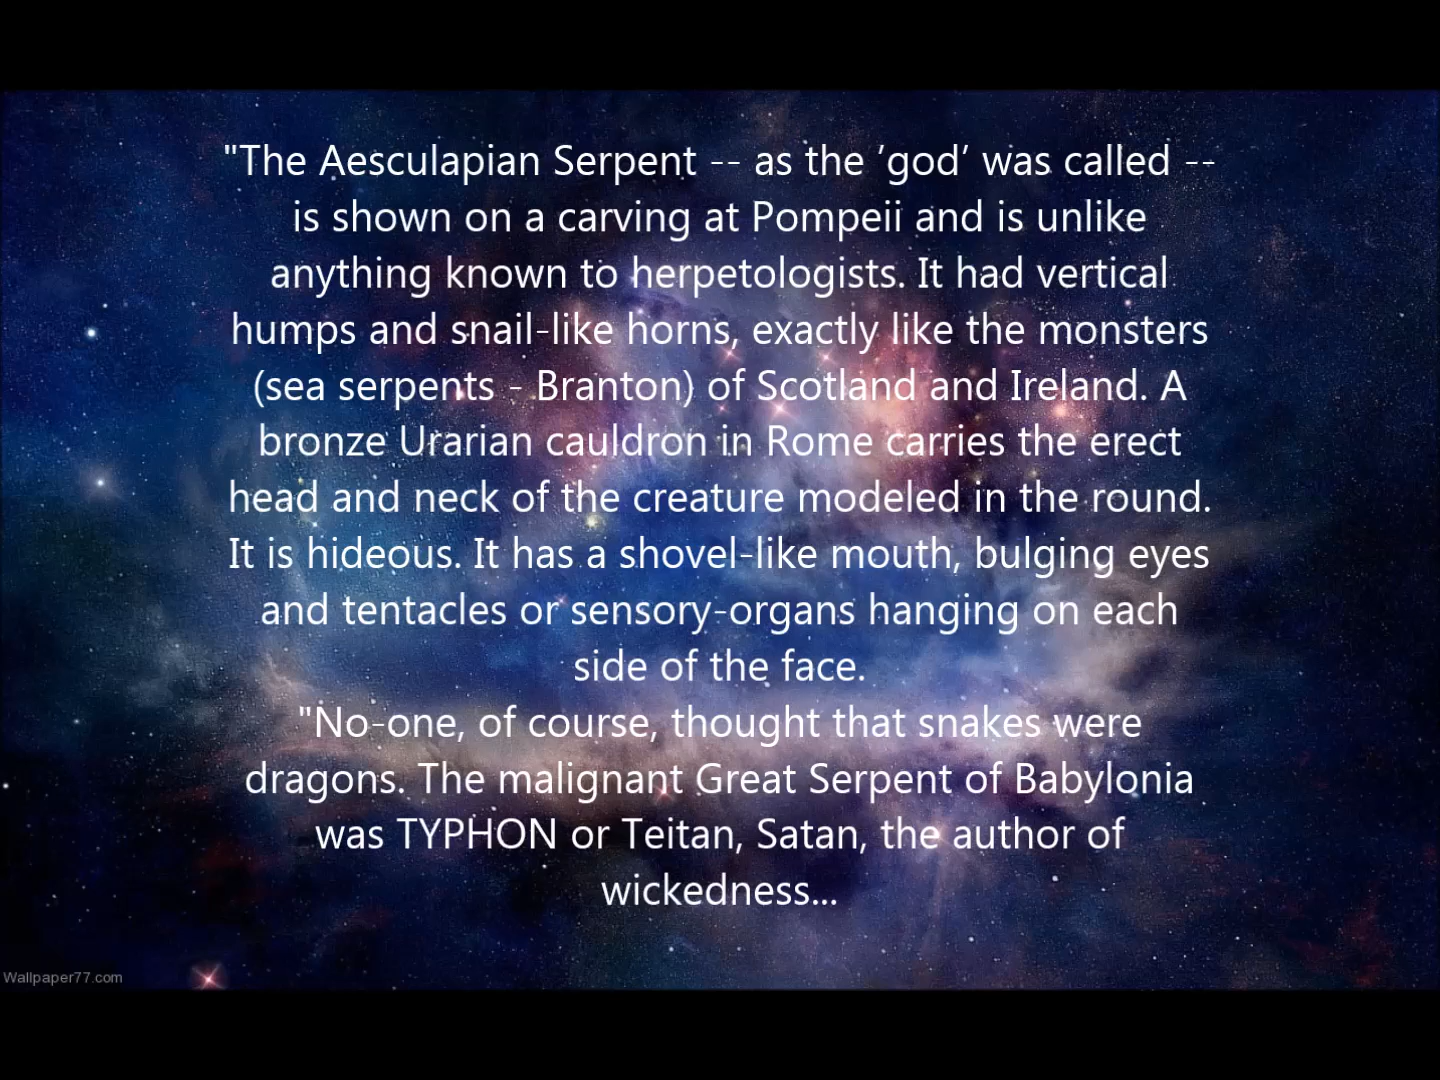 "The Aesculapian Serpent -- as the ‘god’ was called --
is shown on a carving at Pompeii and is unlike
anything known to herpetologists. It had vertical
humps and snail-like horns, exactly like the monsters
(sea serpents - Branton) of Scotland and Ireland. A
bronze Urarian cauldron in Rome carries the erect
head and neck of the creature modeled in the round.
It is hideous. It has a shovel-like mouth, bulging eyes
and tentacles or sensory-organs hanging on each
side of the face.
"No-one, of course, thought that snakes were
dragons. The malignant Great Serpent of Babylonia
was TYPHON or Teitan, Satan, the author of
wickedness...
Wallpaper77.com